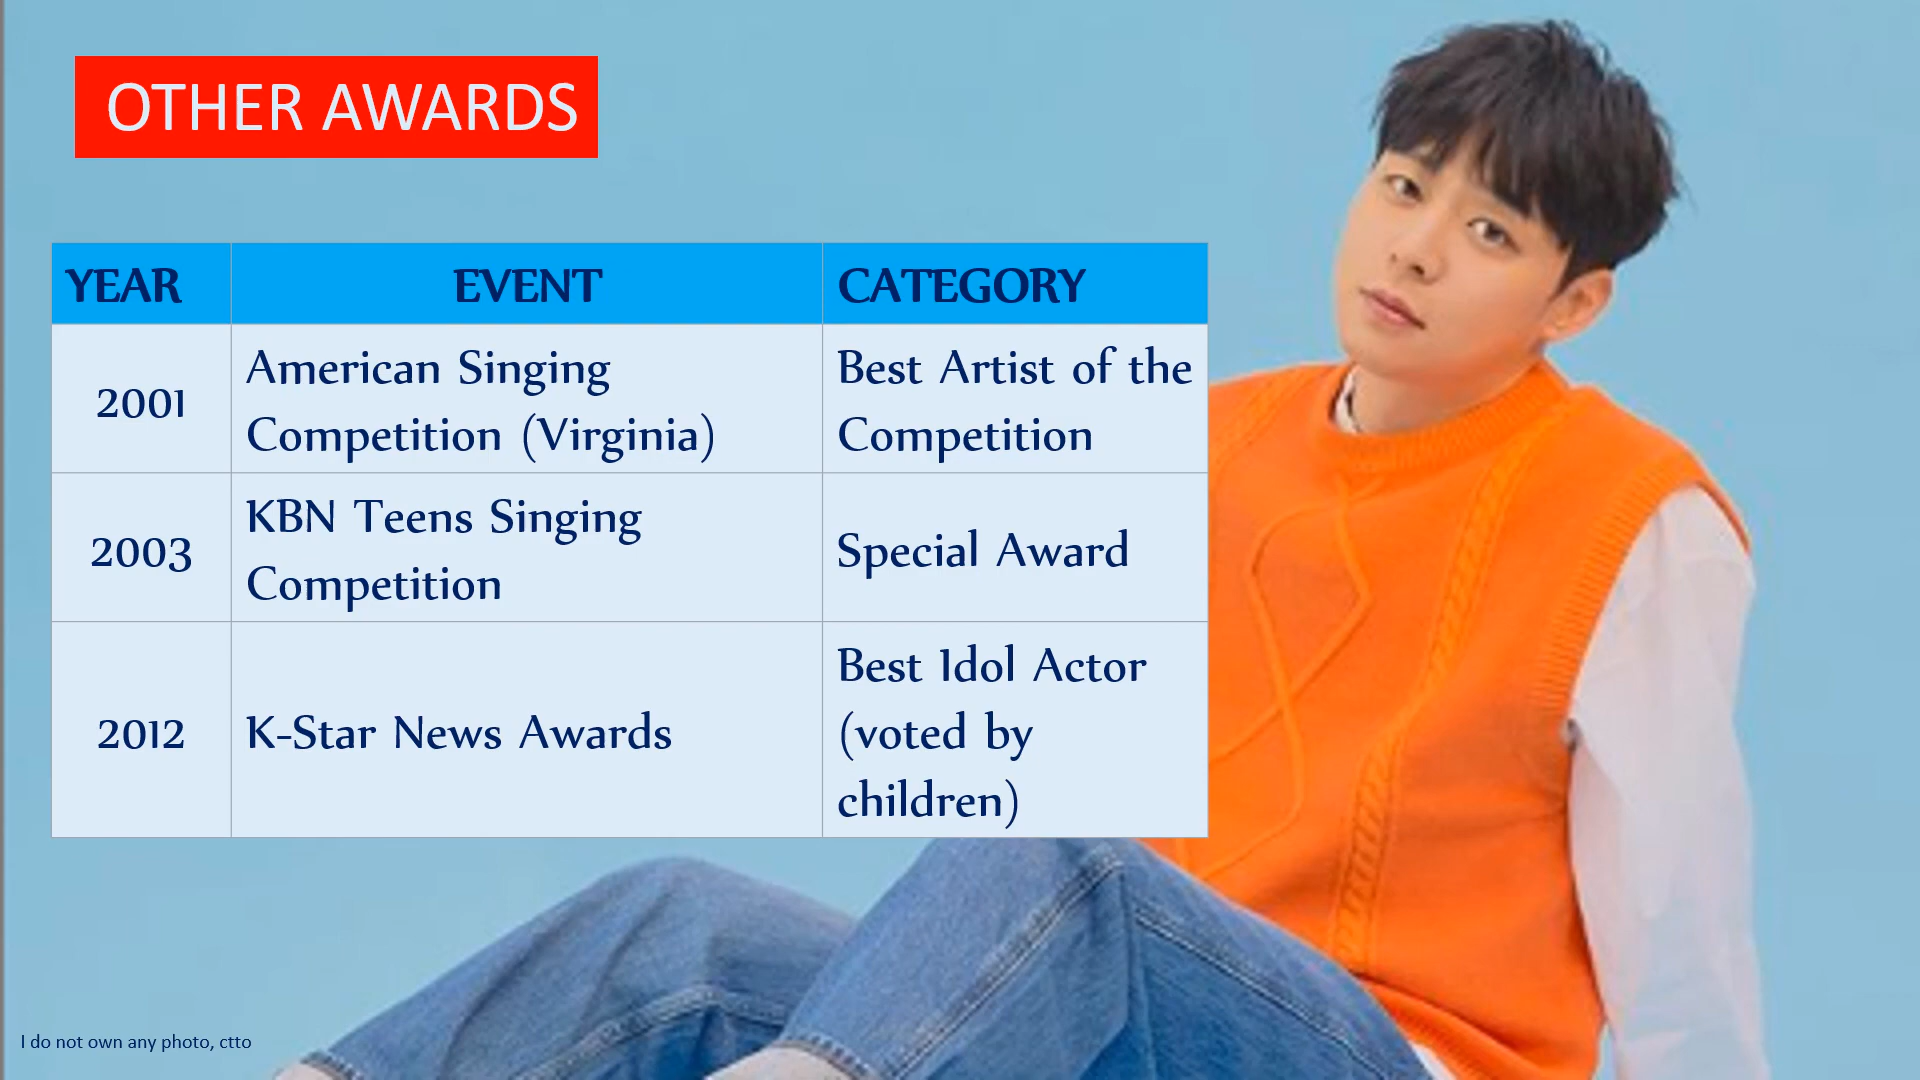 OTHER AWARDS
YEAR EVENT CATEGORY
2001 American Singing Competition (Virginia) Best Artist of the Competition
2003 KBN Teens Singing Competition Special Award
2012 K-Star News Awards Best Idol Actor (voted by children)
I do not own any photo, ctto